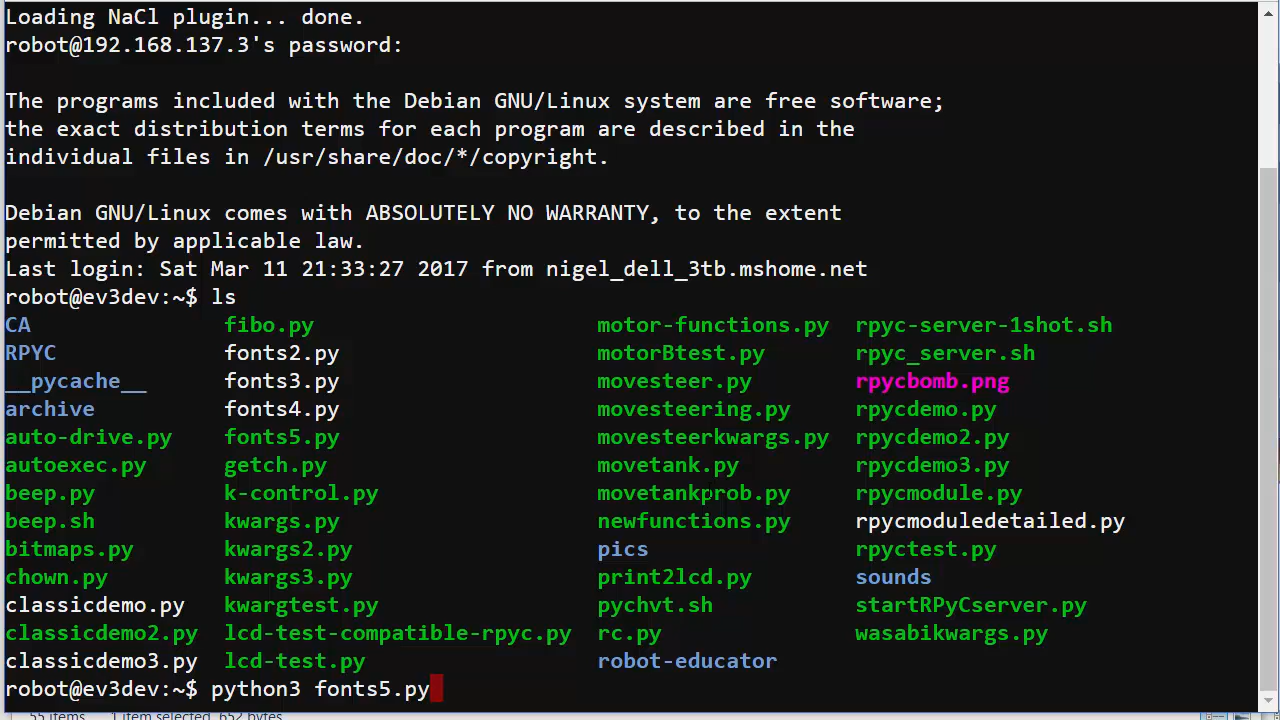 Loading NaCl plugin... done.
robot@192.168.137.3's password:
The programs included with the Debian GNU/Linux system are free software;
the exact distribution terms for each program are described in the
individual files in /usr/share/doc/*/copyright.
Debian GNU/Linux comes with ABSOLUTELY NO WARRANTY, to the extent
permitted by applicable law.
Last login: Sat Mar 11 21:33:27 2017 from nigel_dell_3tb.mshome.net
robot@ev3dev:~$ ls
CA fibo.py motor-functions.py rpyc-server-1shot.sh
RPYC fonts2.py motorBtest.py rpyc_server.sh
__pycache__ fonts3.py movesteer.py rpycbomb.png
archive fonts4.py movesteering.py rpycdemo.py
auto-drive.py fonts5.py movesteerkwargs.py rpycdemo2.py
autoexec.py getch.py movetank.py rpycdemo3.py
beep.py k-control.py movetankprob.py rpycmodule.py
beep.sh kwargs.py newfunctions.py rpycmoduledetailed.py
bitmaps.py kwargs2.py pics rpyctest.py
chown.py kwargs3.py print2lcd.py sounds
classicdemo.py kwargtest.py pychvt.sh startRPyCserver.py
classicdemo2.py lcd-test-compatible-rpyc.py rc.py wasabikwargs.py
classicdemo3.py lcd-test.py robot-educator
robot@ev3dev:~$ python3 fonts5.py
55 items 1 item selected, 652 bytes